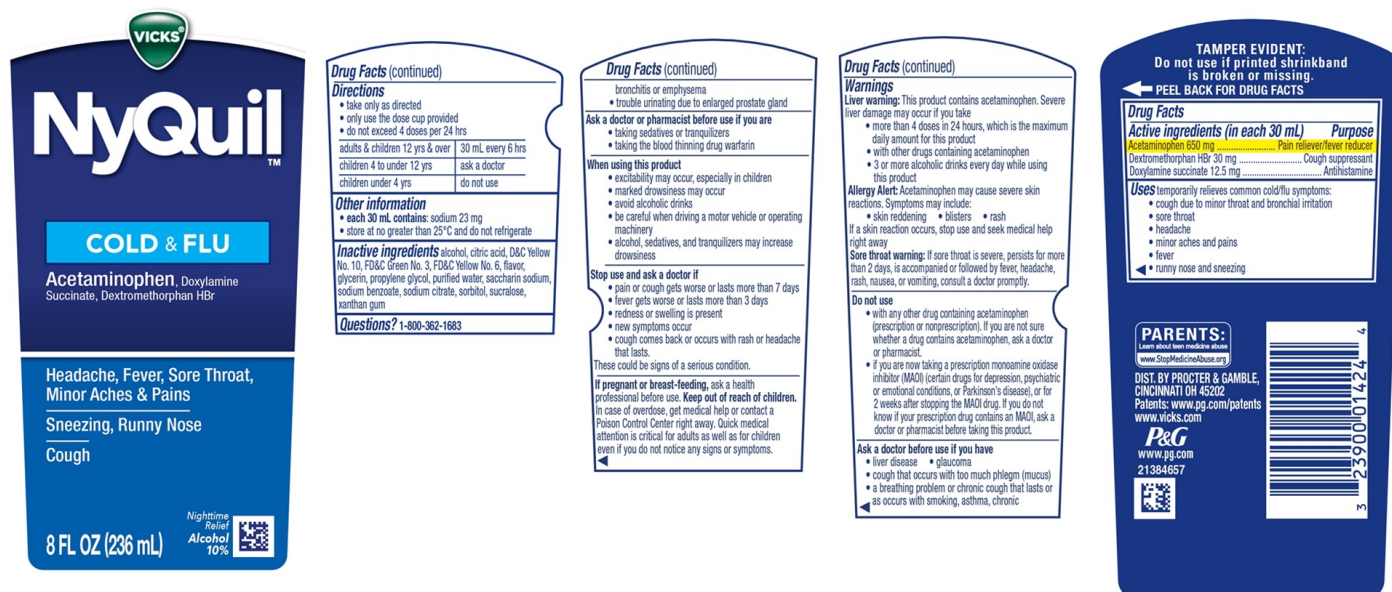 VICKS®
NyQuil™
COLD & FLU
Acetaminophen, Doxylamine
Succinate, Dextromethorphan HBr
Headache, Fever, Sore Throat,
Minor Aches & Pains
Sneezing, Runny Nose
Cough
8 FL OZ (236 mL)
Nighttime
Relief
Alcohol
10%
Drug Facts (continued)
Directions
• take only as directed
• only use the dose cup provided
• do not exceed 4 doses per 24 hrs
adults & children 12 yrs & over 30 mL every 6 hrs
children 4 to under 12 yrs ask a doctor
children under 4 yrs do not use
Other information
• each 30 mL contains: sodium 23 mg
• store at no greater than 25°C and do not refrigerate
Inactive ingredients alcohol, citric acid, D&C Yellow
No. 10, FD&C Green No. 3, FD&C Yellow No. 6, flavor,
glycerin, propylene glycol, purified water, saccharin sodium,
sodium benzoate, sodium citrate, sorbitol, sucralose,
xanthan gum
Questions? 1-800-362-1683
Drug Facts (continued)
bronchitis or emphysema
• trouble urinating due to enlarged prostate gland
Ask a doctor or pharmacist before use if you are
• taking sedatives or tranquilizers
• taking the blood thinning drug warfarin
When using this product
• excitability may occur, especially in children
• marked drowsiness may occur
• avoid alcoholic drinks
• be careful when driving a motor vehicle or operating
machinery
• alcohol, sedatives, and tranquilizers may increase
drowsiness
Stop use and ask a doctor if
• pain or cough gets worse or lasts more than 7 days
• fever gets worse or lasts more than 3 days
• redness or swelling is present
• new symptoms occur
• cough comes back or occurs with rash or headache
that lasts.
These could be signs of a serious condition.
If pregnant or breast-feeding, ask a health
professional before use. Keep out of reach of children.
In case of overdose, get medical help or contact a
Poison Control Center right away. Quick medical
attention is critical for adults as well as for children
even if you do not notice any signs or symptoms.
Drug Facts (continued)
Warnings
Liver warning: This product contains acetaminophen. Severe
liver damage may occur if you take
• more than 4 doses in 24 hours, which is the maximum
daily amount for this product
• with other drugs containing acetaminophen
• 3 or more alcoholic drinks every day while using
this product
Allergy Alert: Acetaminophen may cause severe skin
reactions. Symptoms may include:
• skin reddening • blisters • rash
If a skin reaction occurs, stop use and seek medical help
right away
Sore throat warning: If sore throat is severe, persists for more
than 2 days, is accompanied or followed by fever, headache,
rash, nausea, or vomiting, consult a doctor promptly.
Do not use
• with any other drug containing acetaminophen
(prescription or nonprescription). If you are not sure
whether a drug contains acetaminophen, ask a doctor
or pharmacist.
• if you are now taking a prescription monoamine oxidase
inhibitor (MAOI) (certain drugs for depression, psychiatric
or emotional conditions, or Parkinson's disease), or for
2 weeks after stopping the MAOI drug. If you do not
know if your prescription drug contains an MAOI, ask a
doctor or pharmacist before taking this product.
Ask a doctor before use if you have
• liver disease • glaucoma
• cough that occurs with too much phlegm (mucus)
• a breathing problem or chronic cough that lasts or
as occurs with smoking, asthma, chronic
TAMPER EVIDENT:
Do not use if printed shrinkband
is broken or missing.
PEEL BACK FOR DRUG FACTS
Drug Facts
Active ingredients (in each 30 mL) Purpose
Acetaminophen 650 mg ........................ Pain reliever/fever reducer
Dextromethorphan HBr 30 mg .......................... Cough suppressant
Doxylamine succinate 12.5 mg ................................. Antihistamine
Uses temporarily relieves common cold/flu symptoms:
• cough due to minor throat and bronchial irritation
• sore throat
• headache
• minor aches and pains
• fever
• runny nose and sneezing
PARENTS:
Learn about teen medicine abuse
www.StopMedicineAbuse.org
DIST. BY PROCTER & GAMBLE,
CINCINNATI OH 45202
Patents: www.pg.com/patents
www.vicks.com
P&G
www.pg.com
21384657
3 23900 01424 4